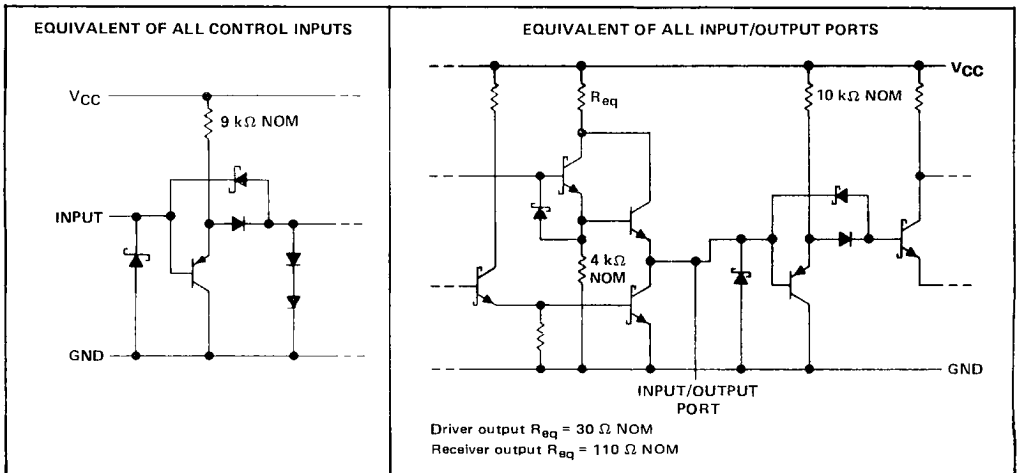 EQUIVALENT OF ALL CONTROL INPUTS
VCC
9 kΩ NOM
INPUT
GND
EQUIVALENT OF ALL INPUT/OUTPUT PORTS
VCC
Req
10 kΩ NOM
4 kΩ
NOM
GND
INPUT/OUTPUT
PORT
Driver output Req = 30 Ω NOM
Receiver output Req = 110 Ω NOM